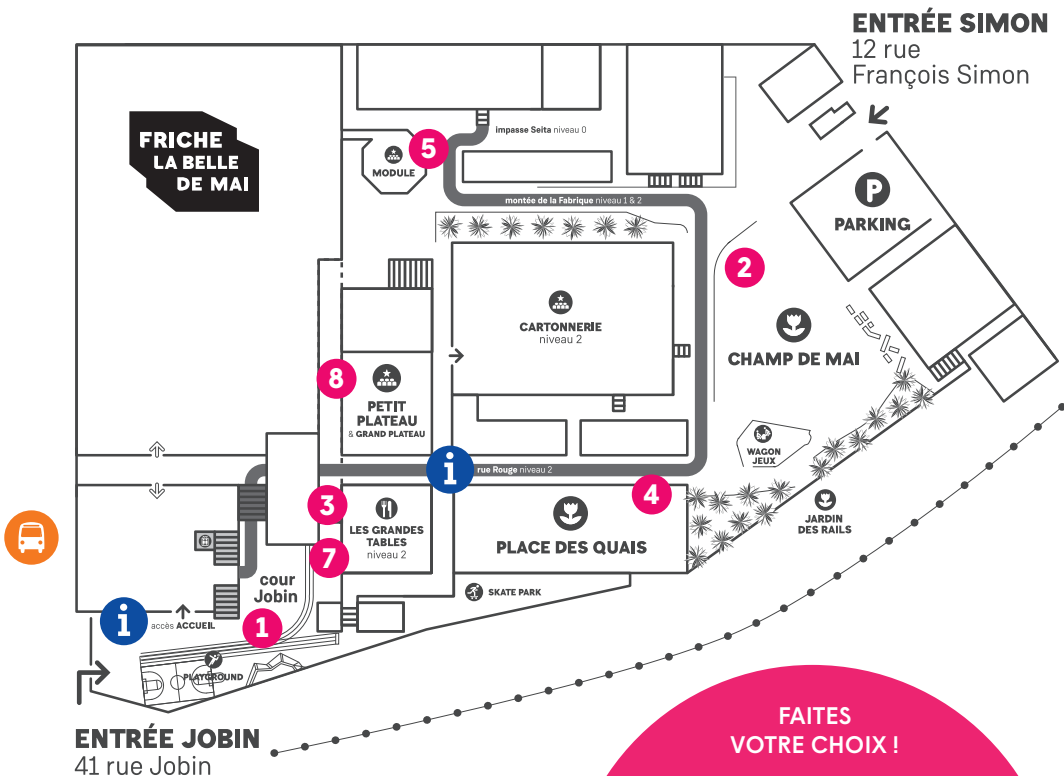 ENTRÉE SIMON
12 rue
François Simon
FRICHE
LA BELLE
DE MAI
impasse Seita niveau 0
5
MODULE
montée de la Fabrique niveau 1 & 2
P
PARKING
2
CARTONNERIE
niveau 2
CHAMP DE MAI
8
PETIT
PLATEAU
& GRAND PLATEAU
WAGON
JEUX
i
rue Rouge niveau 2
3
4
LES GRANDES
TABLES
niveau 2
PLACE DES QUAIS
JARDIN
DES RAILS
7
cour
Jobin
SKATE PARK
i
accès ACCUEIL
1
PLAYGROUND
ENTRÉE JOBIN
41 rue Jobin
FAITES
VOTRE CHOIX !